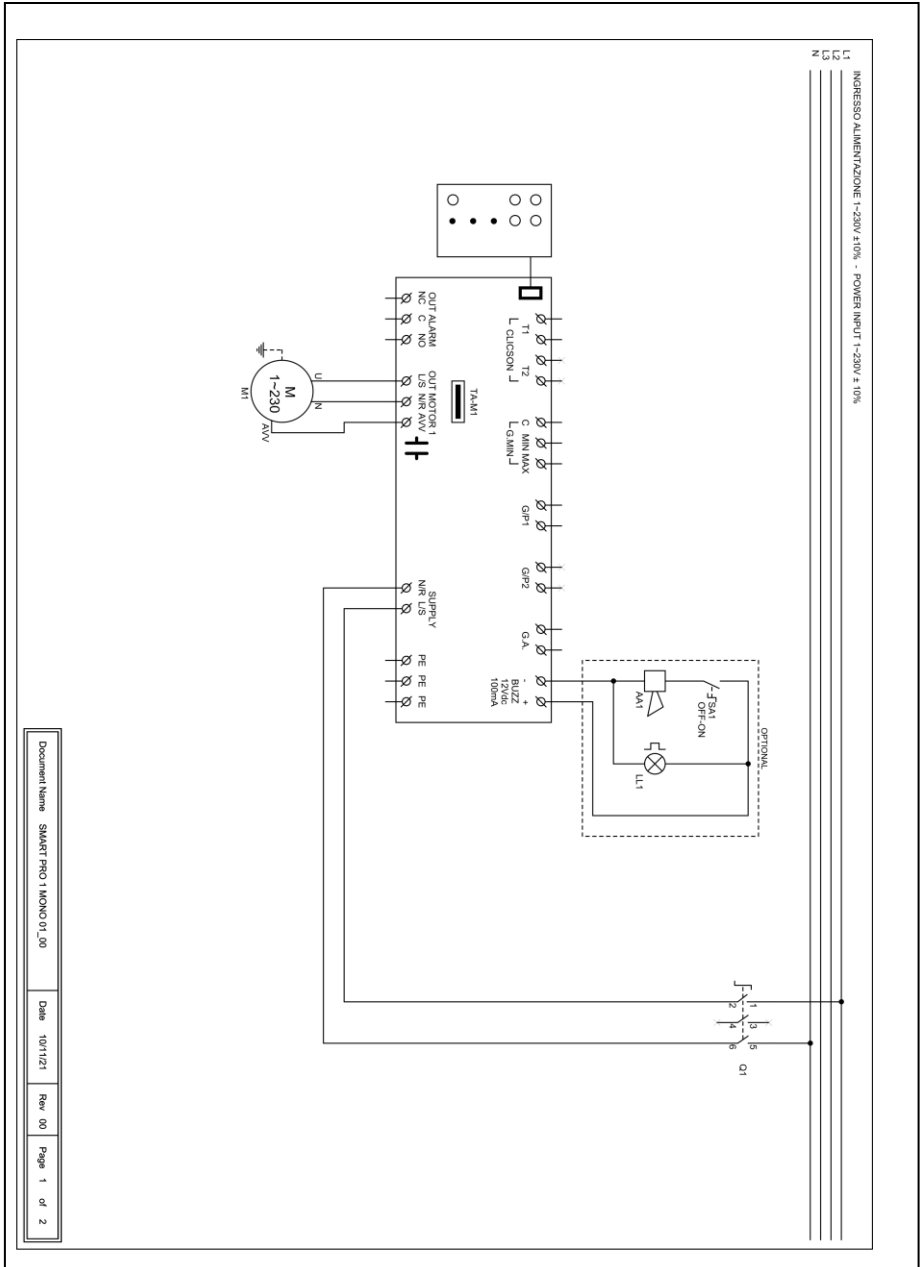 INGRESSO ALIMENTAZIONE 1~230V ±10% - POWER INPUT 1~230V ± 10%
L1
L2
L3
N
OPTIONAL
SA1
OFF-ON
AA1
LL1
1
2
3
4
5
6
Q1
T1
T2
CLICSON
C MIN MAX
G.MIN
G/P1
G/P2
G.A.
- +
BUZZ
12Vdc
100mA
TA-M1
OUT ALARM
NC C NO
OUT MOTOR 1
L/S N/R AVV
SUPPLY
N/R L/S
PE PE PE
U
N
AVV
M
1~230
M1
Document Name SMART PRO 1 MONO 01_00
Date 10/11/21
Rev 00
Page 1 of 2